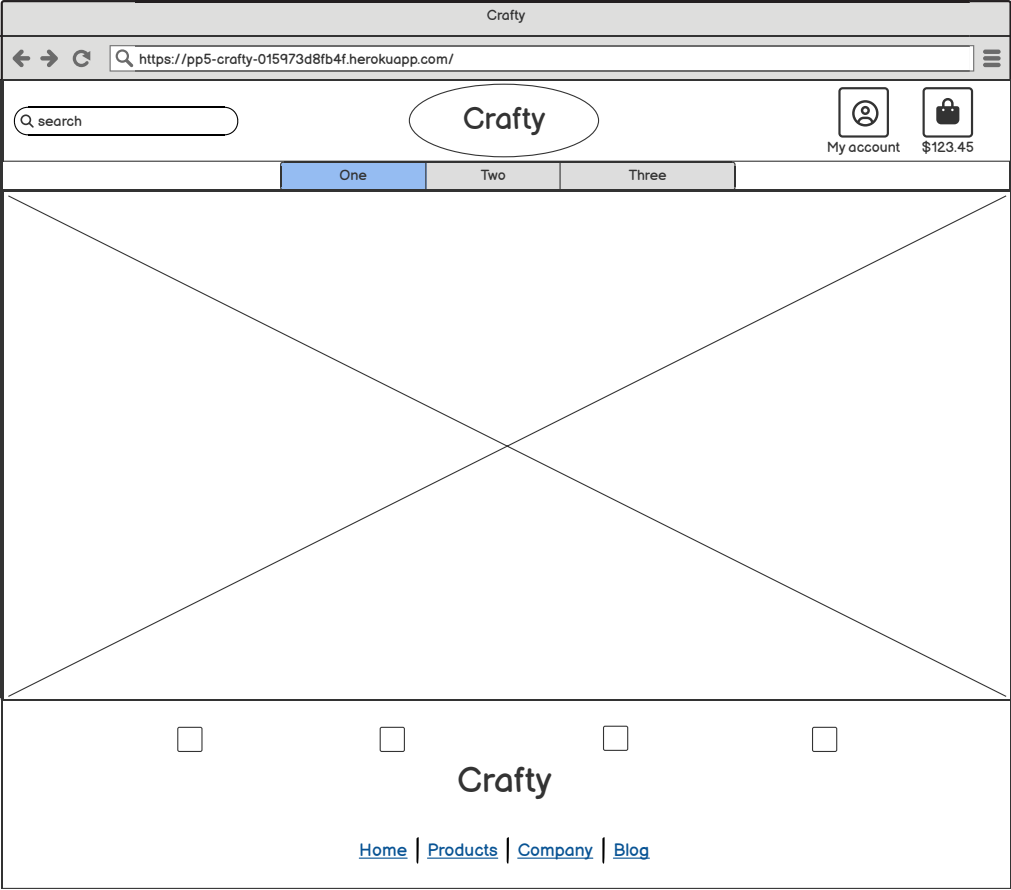 Crafty
https://pp5-crafty-015973d8fb4f.herokuapp.com/
search
Crafty
My account
$123.45
One Two Three
Crafty
Home Products Company Blog